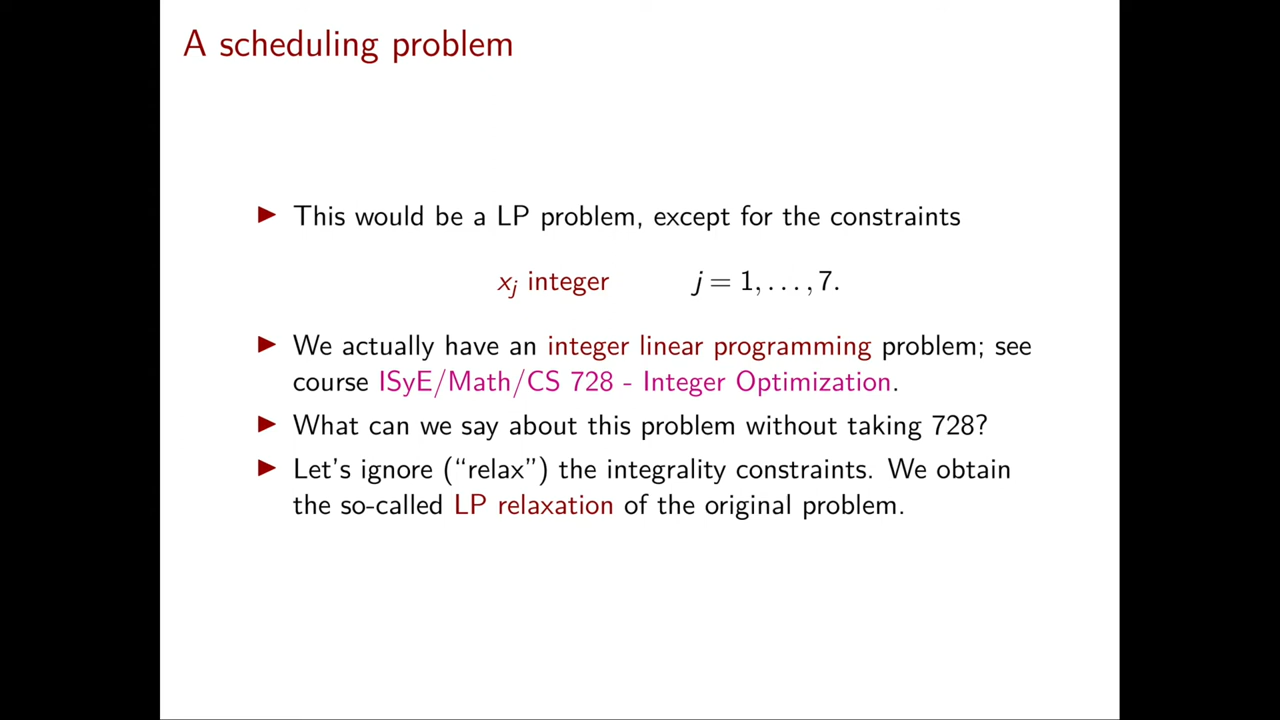 A scheduling problem
▶ This would be a LP problem, except for the constraints
xⱼ integer j = 1, . . . , 7.
▶ We actually have an integer linear programming problem; see
course ISyE/Math/CS 728 - Integer Optimization.
▶ What can we say about this problem without taking 728?
▶ Let's ignore (“relax”) the integrality constraints. We obtain
the so-called LP relaxation of the original problem.